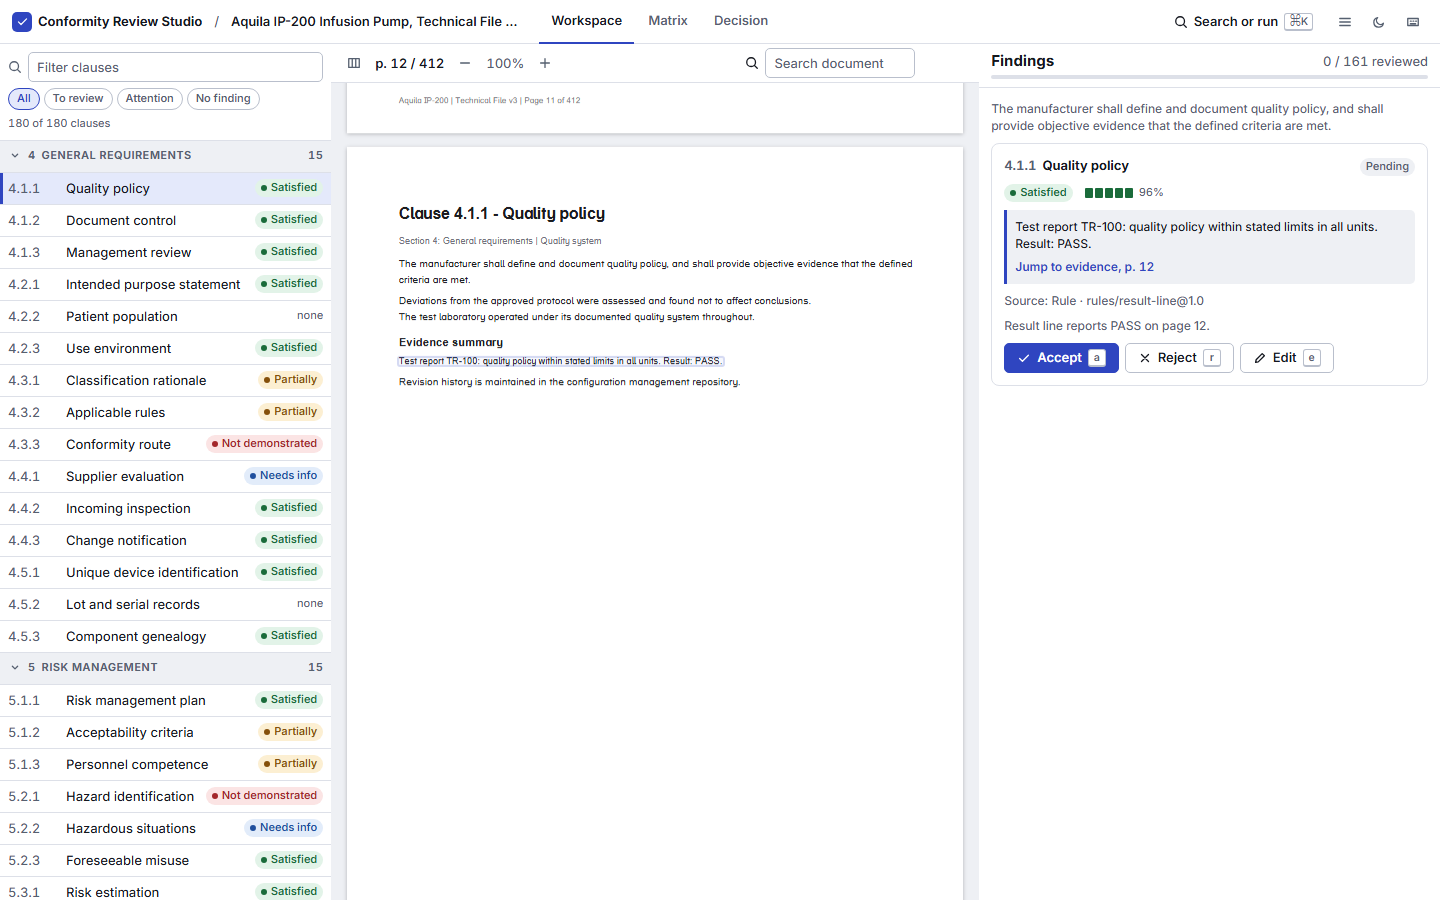 Conformity Review Studio / Aquila IP-200 Infusion Pump, Technical File ...
Workspace Matrix Decision
Search or run ⌘K
Filter clauses
All To review Attention No finding
180 of 180 clauses
4 GENERAL REQUIREMENTS 15
4.1.1 Quality policy Satisfied
4.1.2 Document control Satisfied
4.1.3 Management review Satisfied
4.2.1 Intended purpose statement Satisfied
4.2.2 Patient population none
4.2.3 Use environment Satisfied
4.3.1 Classification rationale Partially
4.3.2 Applicable rules Partially
4.3.3 Conformity route Not demonstrated
4.4.1 Supplier evaluation Needs info
4.4.2 Incoming inspection Satisfied
4.4.3 Change notification Satisfied
4.5.1 Unique device identification Satisfied
4.5.2 Lot and serial records none
4.5.3 Component genealogy Satisfied
5 RISK MANAGEMENT 15
5.1.1 Risk management plan Satisfied
5.1.2 Acceptability criteria Partially
5.1.3 Personnel competence Partially
5.2.1 Hazard identification Not demonstrated
5.2.2 Hazardous situations Needs info
5.2.3 Foreseeable misuse Satisfied
5.3.1 Risk estimation Satisfied
p. 12 / 412 100% Search document
Aquila IP-200 | Technical File v3 | Page 11 of 412
Clause 4.1.1 - Quality policy
Section 4: General requirements | Quality system
The manufacturer shall define and document quality policy, and shall provide objective evidence that the defined
criteria are met.
Deviations from the approved protocol were assessed and found not to affect conclusions.
The test laboratory operated under its documented quality system throughout.
Evidence summary
Test report TR-100: quality policy within stated limits in all units. Result: PASS.
Revision history is maintained in the configuration management repository.
Findings 0 / 161 reviewed
The manufacturer shall define and document quality policy, and shall
provide objective evidence that the defined criteria are met.
4.1.1 Quality policy Pending
Satisfied 96%
Test report TR-100: quality policy within stated limits in all units.
Result: PASS.
Jump to evidence, p. 12
Source: Rule · rules/result-line@1.0
Result line reports PASS on page 12.
Accept a Reject r Edit e